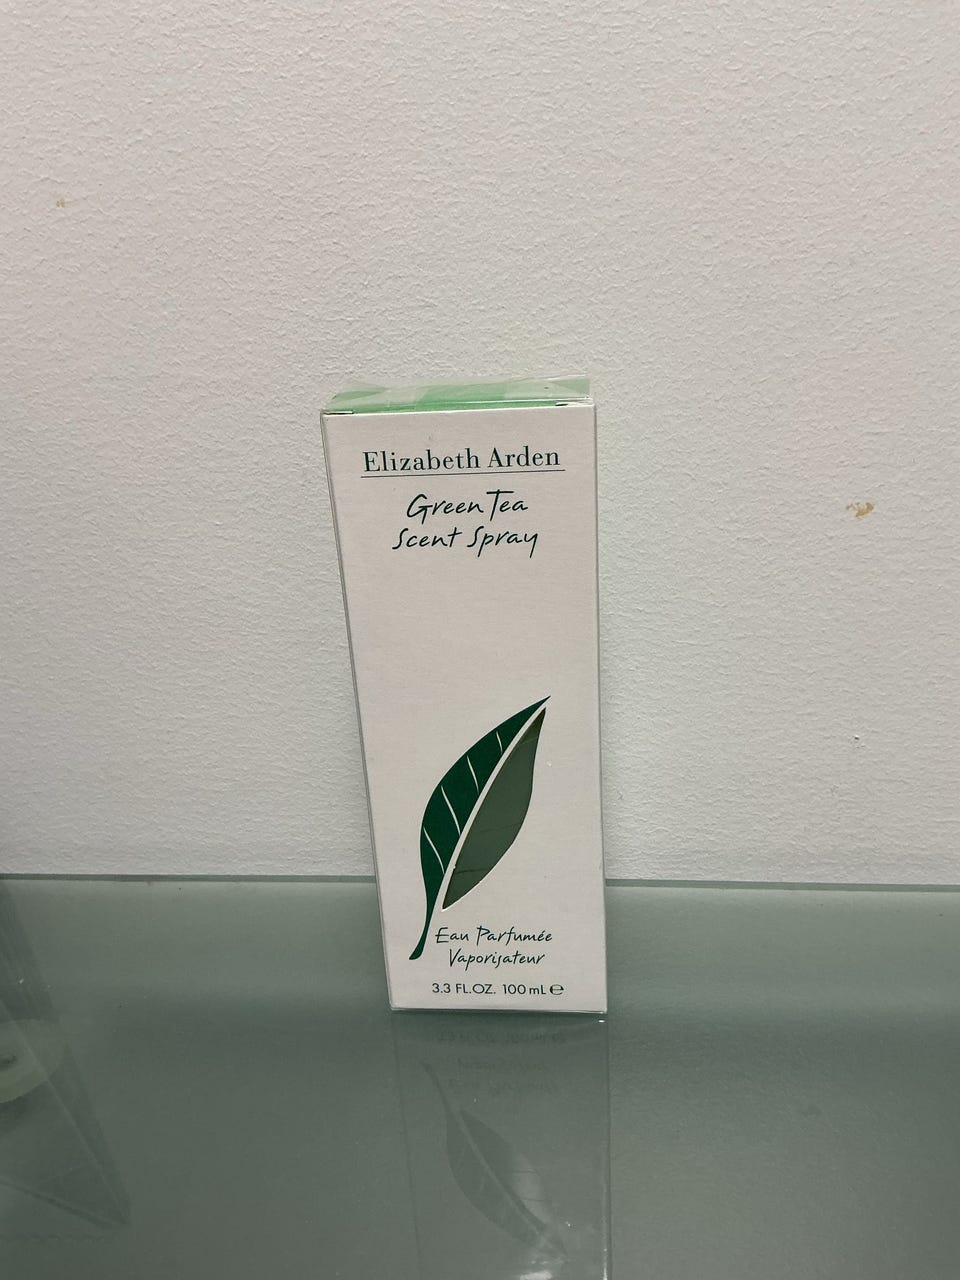 Elizabeth Arden
Green Tea
Scent Spray
Eau Parfumée
Vaporisateur
3.3 FL.OZ. 100 mL ℮